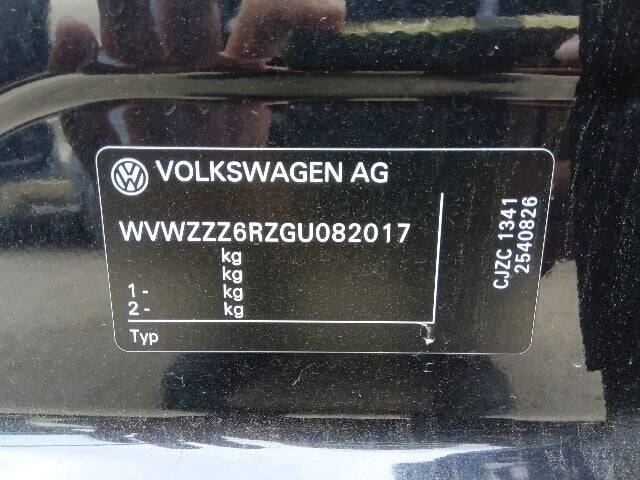 VOLKSWAGEN AG
WVWZZZ6RZGU082017
kg
kg
1- kg
2- kg
Typ
CJZC 1341
2540826